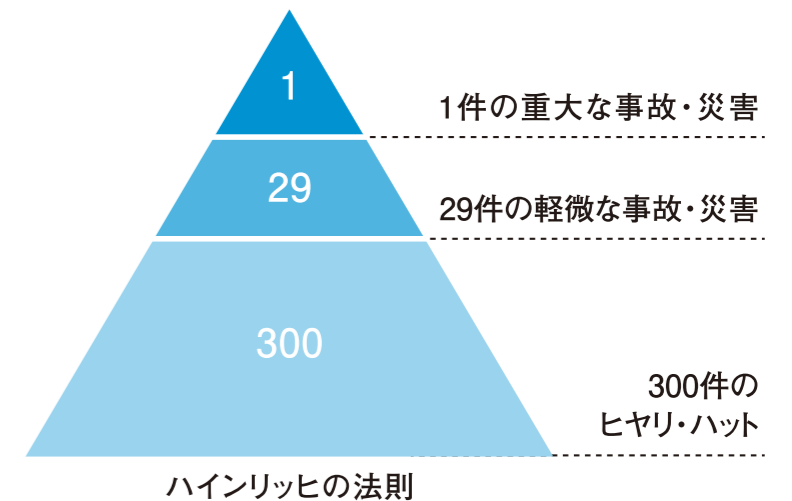 1
1件の重大な事故・災害
29
29件の軽微な事故・災害
300
300件の
ヒヤリ・ハット
ハインリッヒの法則